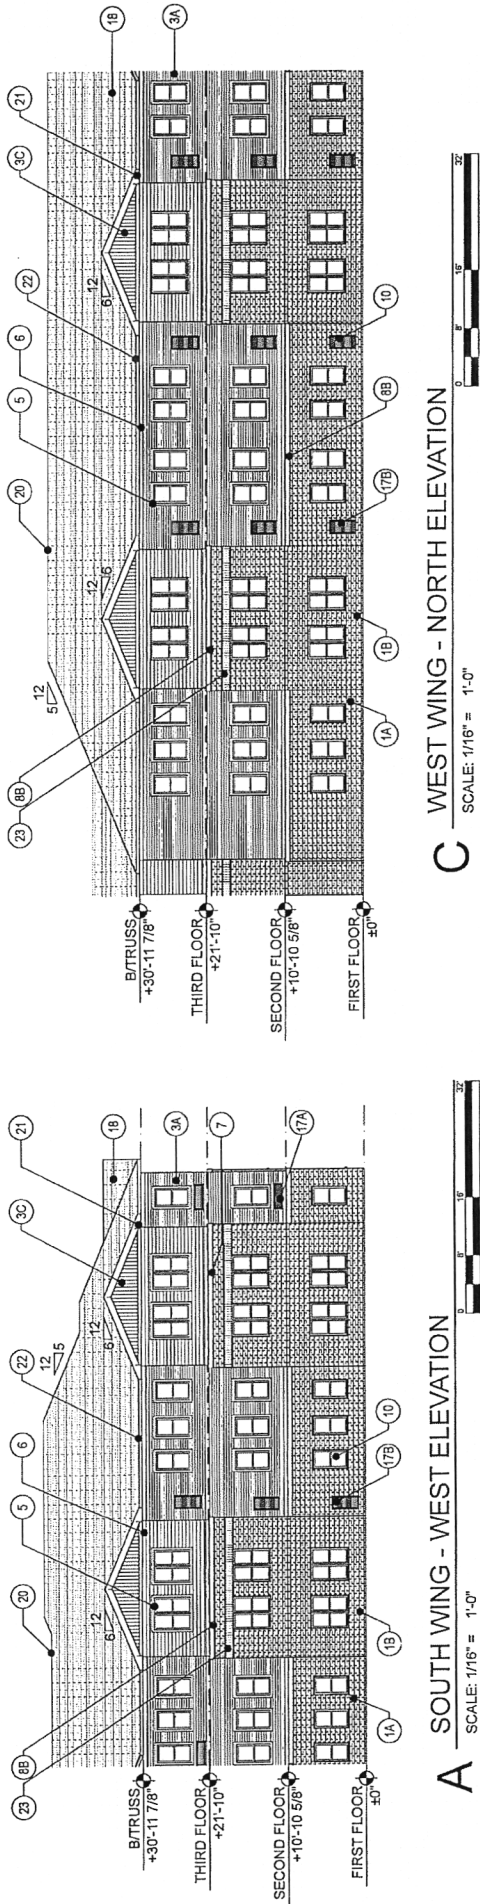 20
5
6
22
3C
21
18
3A
8B
23
12
5
12
6
12
6
B/TRUSS
+30'-11 7/8"
THIRD FLOOR
+21'-10"
SECOND FLOOR
+10'-10 5/8"
FIRST FLOOR
±0"
1A
1B
17B
8B
10
C
WEST WING - NORTH ELEVATION
SCALE: 1/16" = 1'-0"
0
8'
16'
32'
20
5
6
22
3C
21
18
3A
7
17A
8B
23
12
6
12
5
12
6
B/TRUSS
+30'-11 7/8"
THIRD FLOOR
+21'-10"
SECOND FLOOR
+10'-10 5/8"
FIRST FLOOR
±0"
1A
1B
17B
10
A
SOUTH WING - WEST ELEVATION
SCALE: 1/16" = 1'-0"
0
8'
16'
32'